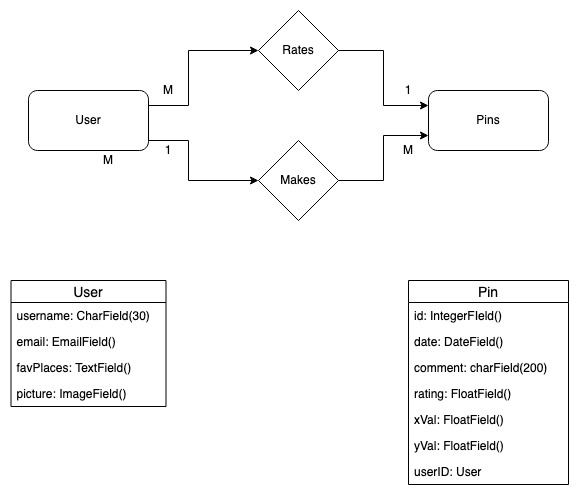 Rates
M
1
User
Pins
M
1
M
Makes
User
username: CharField(30)
email: EmailField()
favPlaces: TextField()
picture: ImageField()
Pin
id: IntegerFIeld()
date: DateField()
comment: charField(200)
rating: FloatField()
xVal: FloatField()
yVal: FloatField()
userID: User